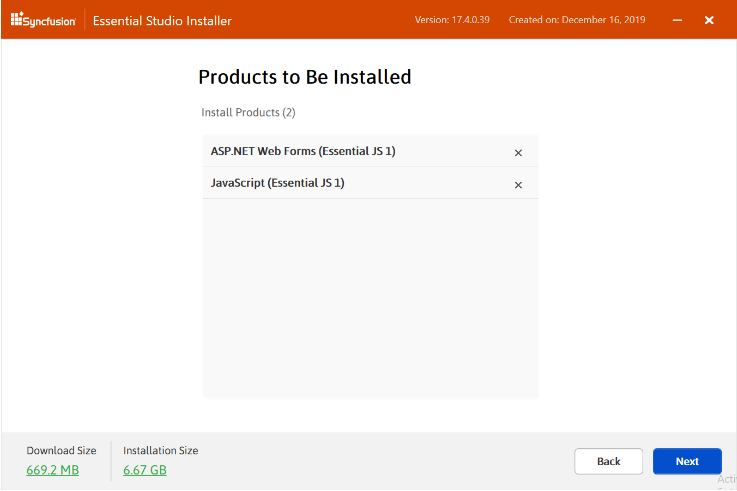 Syncfusion Essential Studio Installer Version: 17.4.0.39 Created on: December 16, 2019
Products to Be Installed
Install Products (2)
ASP.NET Web Forms (Essential JS 1)
JavaScript (Essential JS 1)
Download Size Installation Size
669.2 MB 6.67 GB
Back Next